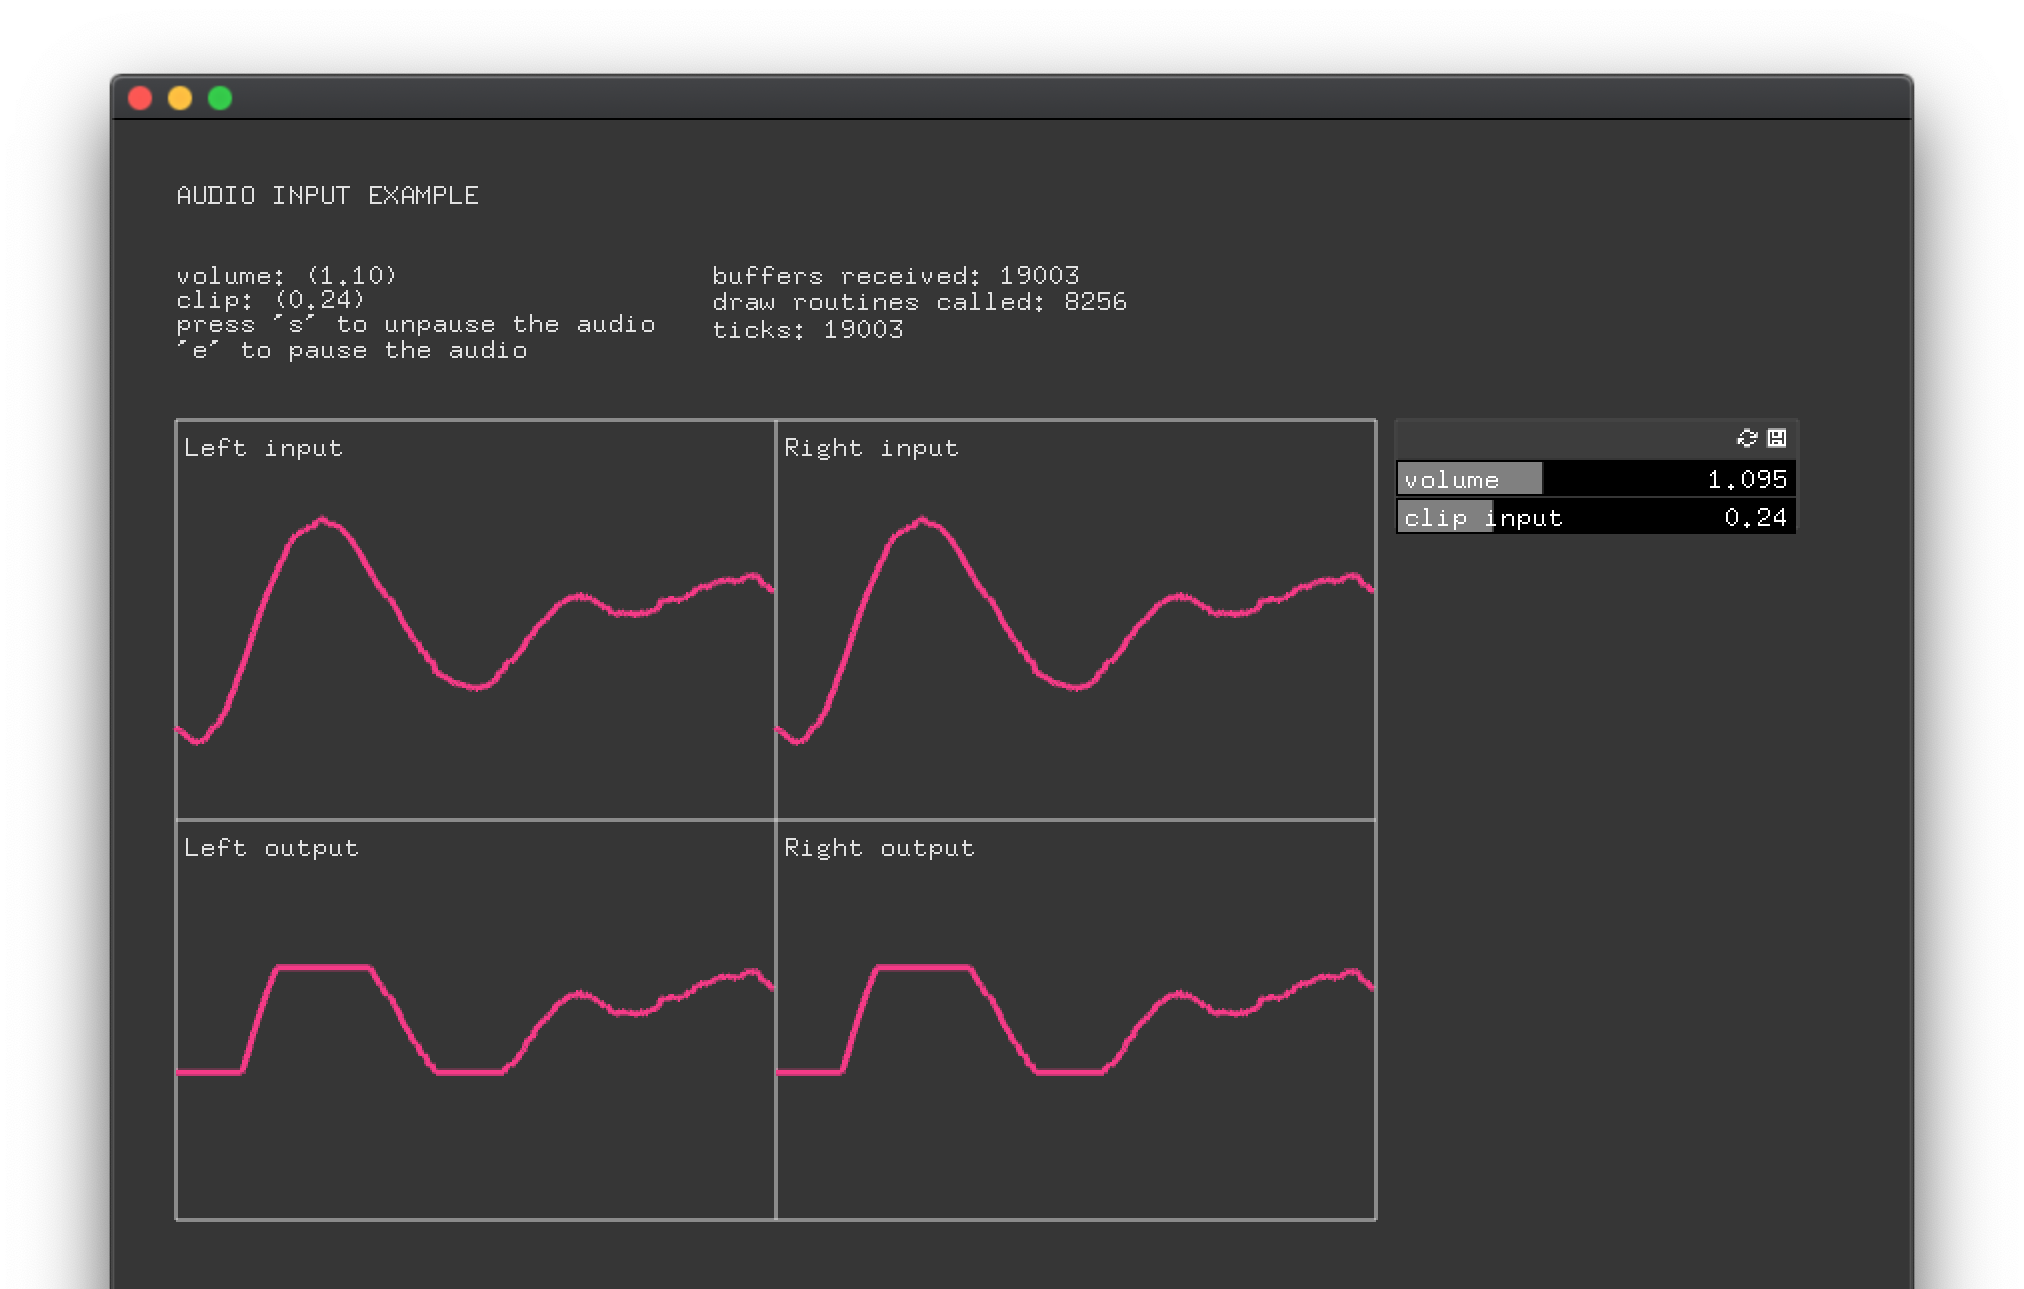 AUDIO INPUT EXAMPLE
volume: (1.10)
clip: (0.24)
press 's' to unpause the audio
'e' to pause the audio
buffers received: 19003
draw routines called: 8256
ticks: 19003
Left input
Right input
volume 1.095
clip input 0.24
Left output
Right output